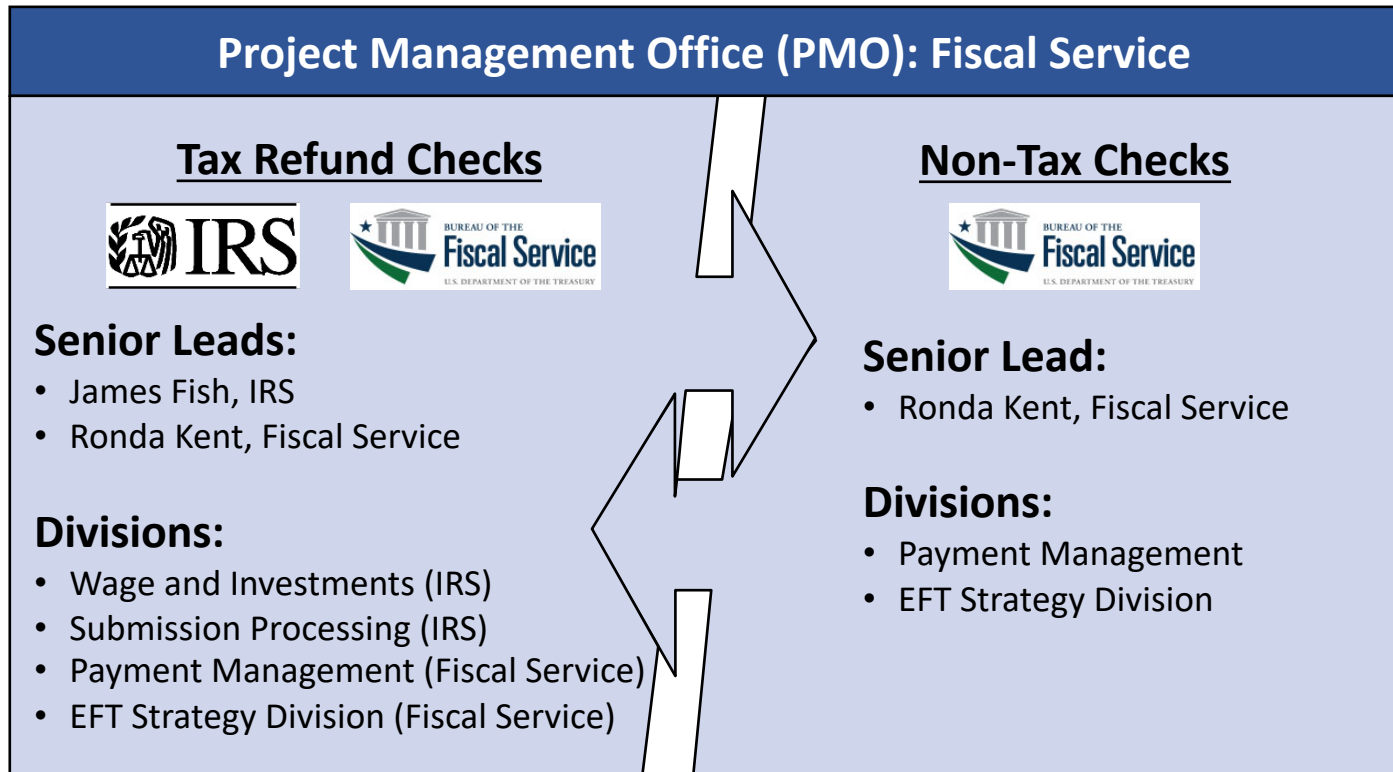 Project Management Office (PMO): Fiscal Service
Tax Refund Checks
IRS
BUREAU OF THE
Fiscal Service
U.S. DEPARTMENT OF THE TREASURY
Senior Leads:
• James Fish, IRS
• Ronda Kent, Fiscal Service
Divisions:
• Wage and Investments (IRS)
• Submission Processing (IRS)
• Payment Management (Fiscal Service)
• EFT Strategy Division (Fiscal Service)
Non-Tax Checks
BUREAU OF THE
Fiscal Service
U.S. DEPARTMENT OF THE TREASURY
Senior Lead:
• Ronda Kent, Fiscal Service
Divisions:
• Payment Management
• EFT Strategy Division